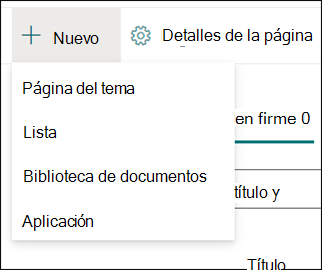 Nuevo
Detalles de la página
Página del tema
Lista
en firme 0
Biblioteca de documentos
título y
Aplicación
Título